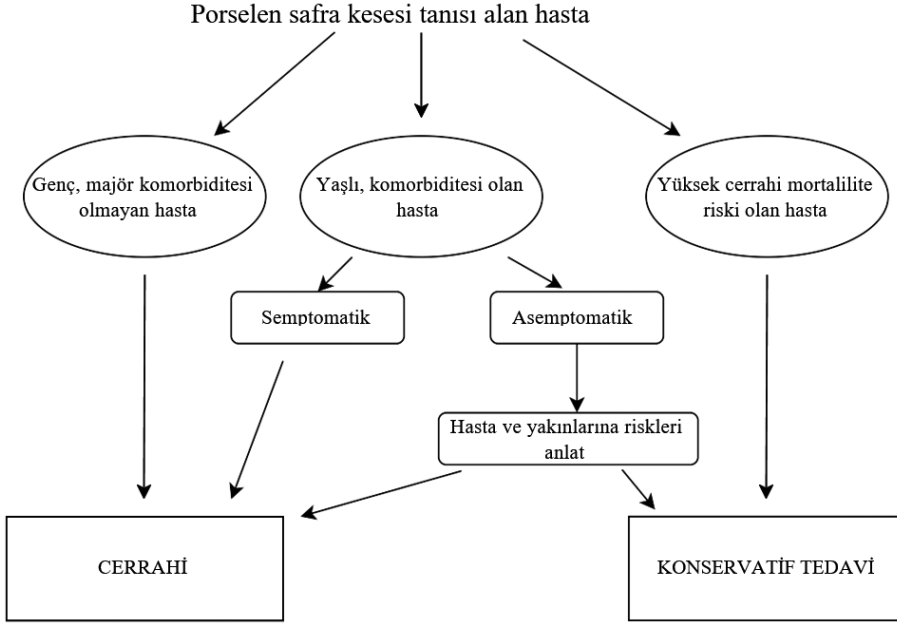 Porselen safra kesesi tanısı alan hasta
Genç, majör komorbiditesi
olmayan hasta
Yaşlı, komorbiditesi olan
hasta
Yüksek cerrahi mortalilite
riski olan hasta
Semptomatik
Asemptomatik
Hasta ve yakınlarına riskleri
anlat
CERRAHİ
KONSERVATİF TEDAVİ